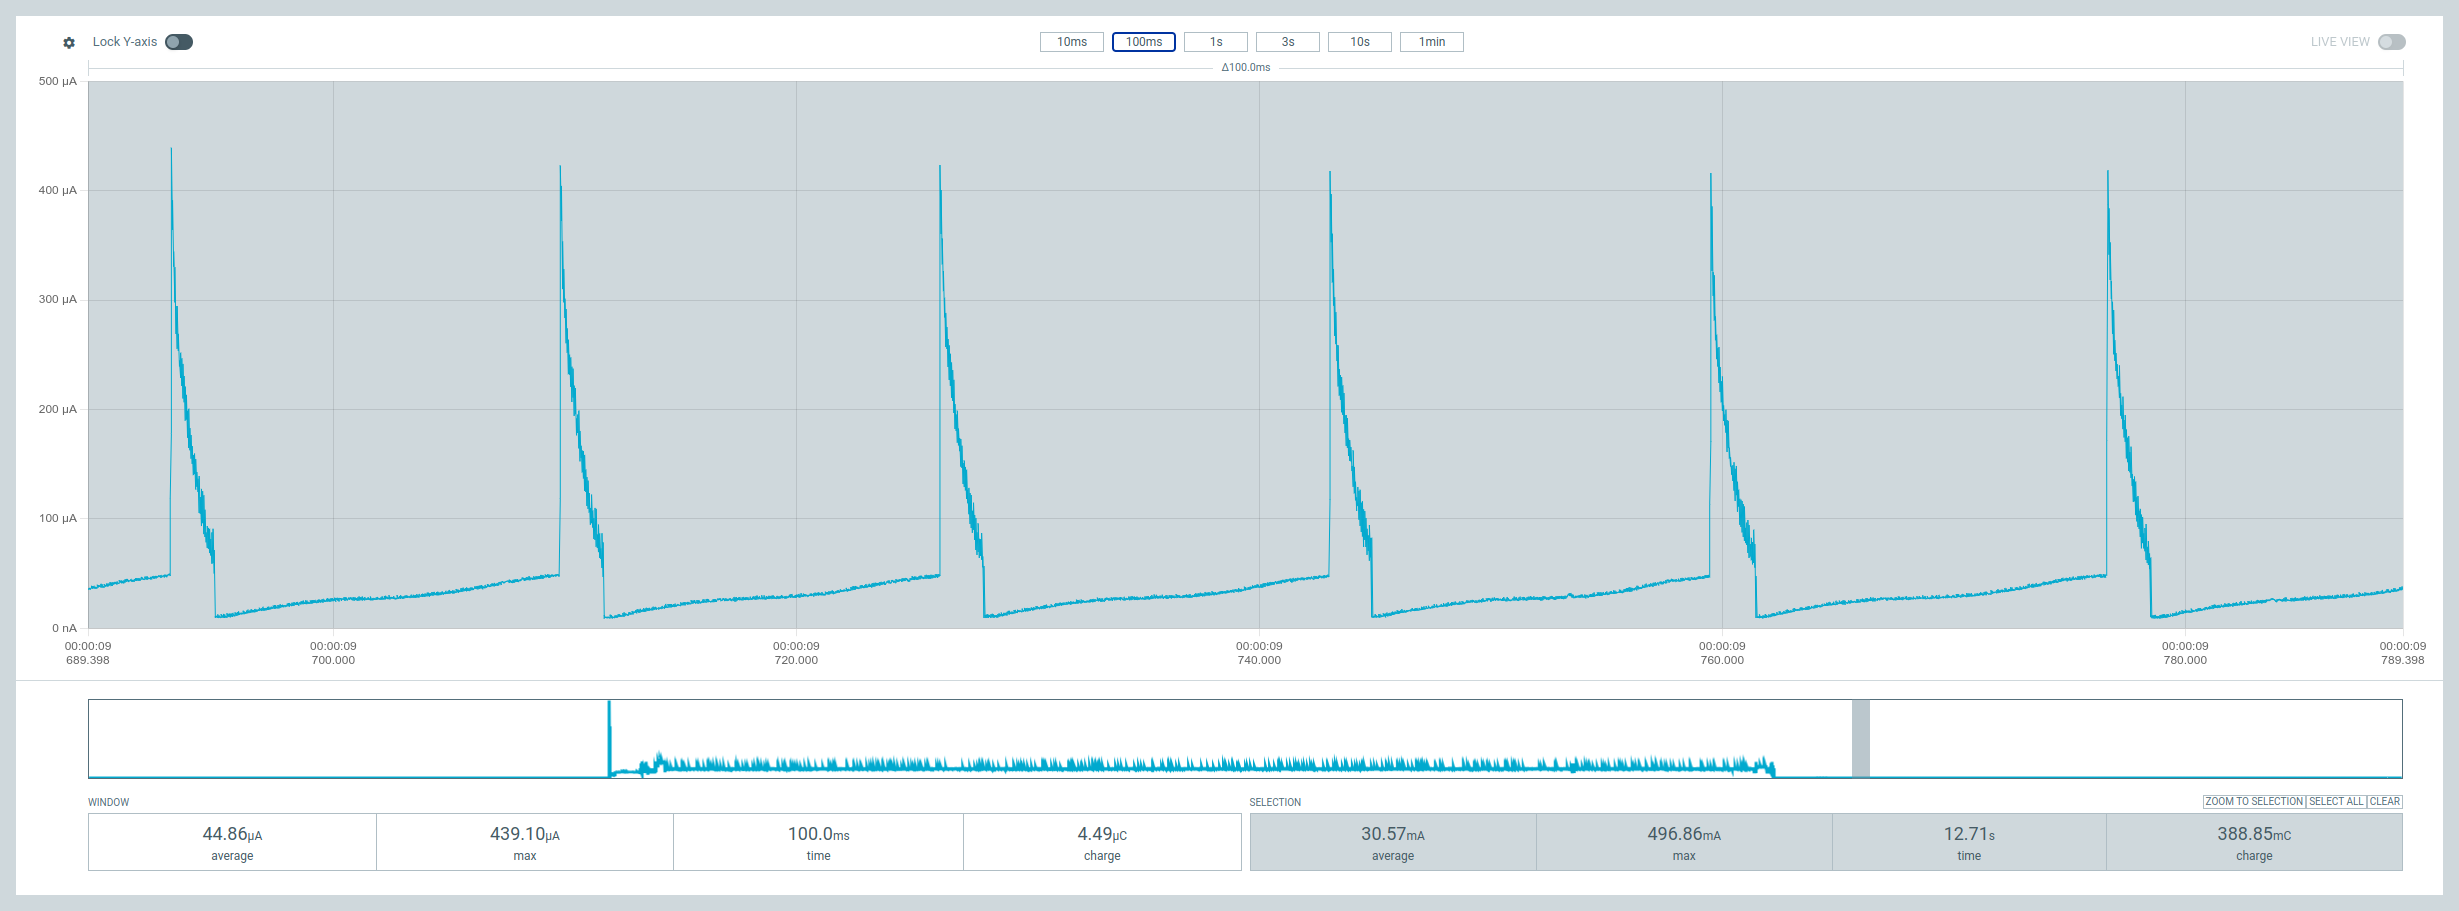 Lock Y-axis 10ms 100ms 1s 3s 10s 1min LIVE VIEW
Δ100.0ms
500 µA
400 µA
300 µA
200 µA
100 µA
0 nA
00:00:09 00:00:09 00:00:09 00:00:09 00:00:09 00:00:09 00:00:09
689.398 700.000 720.000 740.000 760.000 780.000 789.398
WINDOW SELECTION ZOOM TO SELECTION SELECT ALL CLEAR
44.86µA 439.10µA 100.0ms 4.49µC 30.57mA 496.86mA 12.71s 388.85mC
average max time charge average max time charge